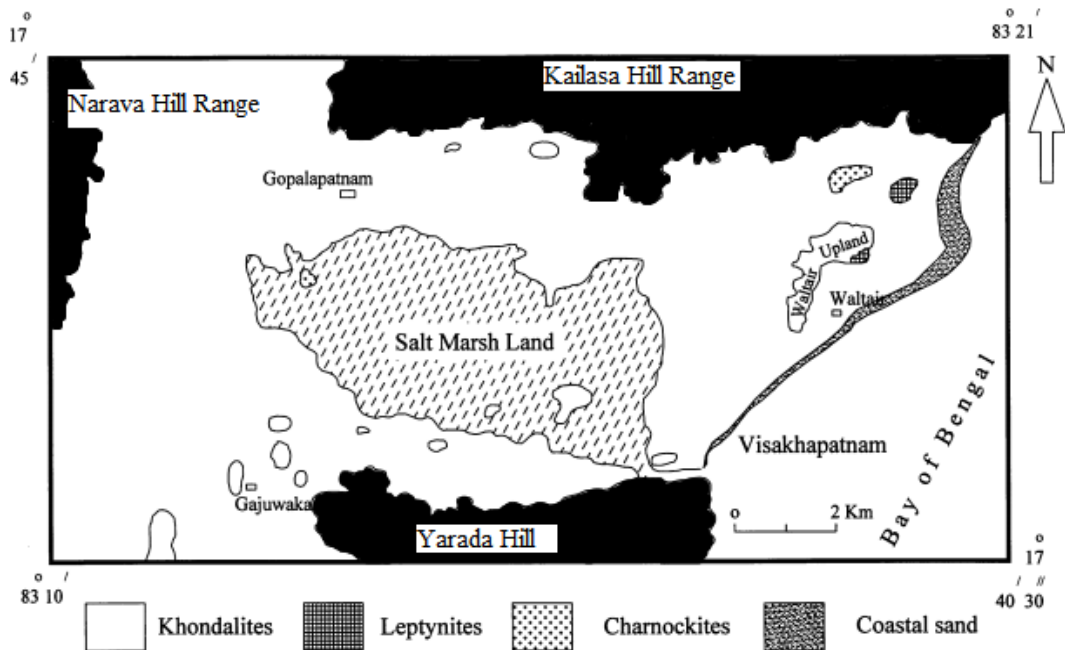 o
17
/
45
o /
83 21
N
Kailasa Hill Range
Narava Hill Range
Gopalapatnam
Upland
Waltair
Waltair
Salt Marsh Land
Visakhapatnam
Bay of Bengal
Gajuwaka
Yarada Hill
o 2 Km
o
17
o /
83 10
/ //
40 30
Khondalites
Leptynites
Charnockites
Coastal sand